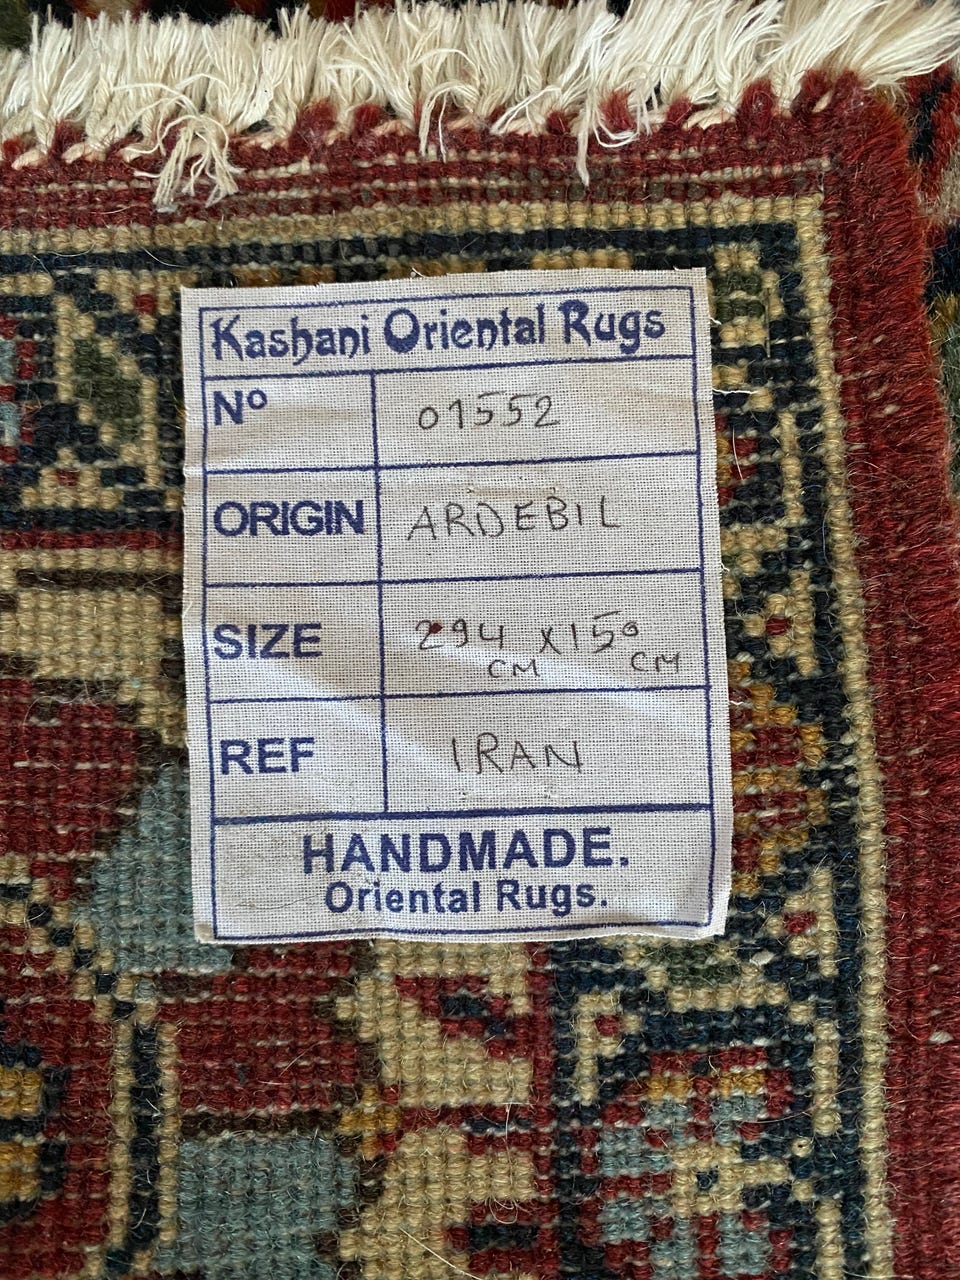 Kashani Oriental Rugs
Nº 01552
ORIGIN ARDEBIL
SIZE 294 CM X 150 CM
REF IRAN
HANDMADE.
Oriental Rugs.